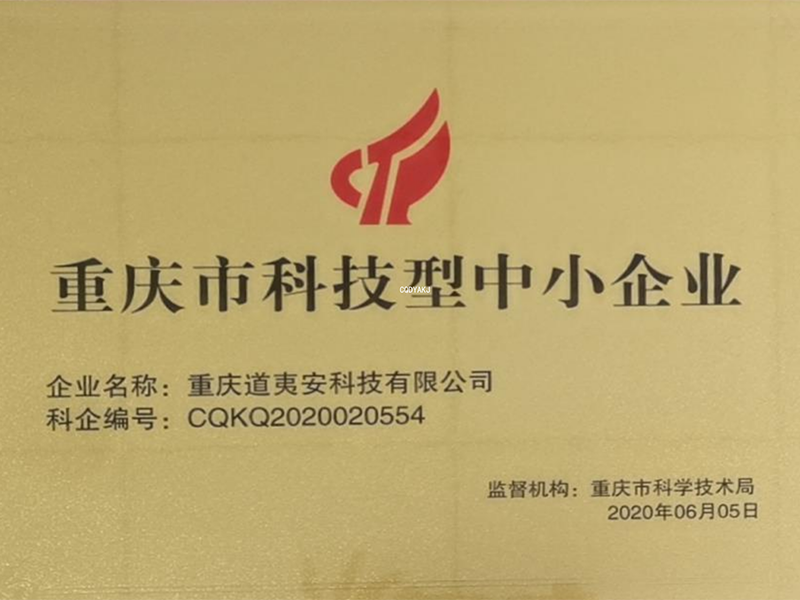 重庆市科技型中小企业
CQDYAKJ
企业名称：重庆道夷安科技有限公司
科企编号：CQKQ2020020554
监督机构：重庆市科学技术局
2020年06月05日